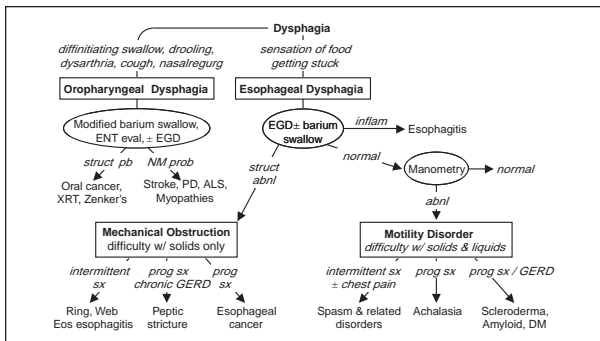 Dysphagia
diffinitiating swallow, drooling,
dysarthria, cough, nasalregurg
sensation of food
getting stuck
Oropharyngeal Dysphagia
Esophageal Dysphagia
Modified barium swallow,
ENT eval, ± EGD
EGD± barium
swallow
inflam
Esophagitis
struct pb
NM prob
struct
abnl
normal
Manometry
normal
Oral cancer,
XRT, Zenker's
Stroke, PD, ALS,
Myopathies
abnl
Mechanical Obstruction
difficulty w/ solids only
Motility Disorder
difficulty w/ solids & liquids
intermittent
sx
prog sx
chronic GERD
prog
sx
intermittent sx
± chest pain
prog sx
prog sx / GERD
Ring, Web
Eos esophagitis
Peptic
stricture
Esophageal
cancer
Spasm & related
disorders
Achalasia
Scleroderma,
Amyloid, DM